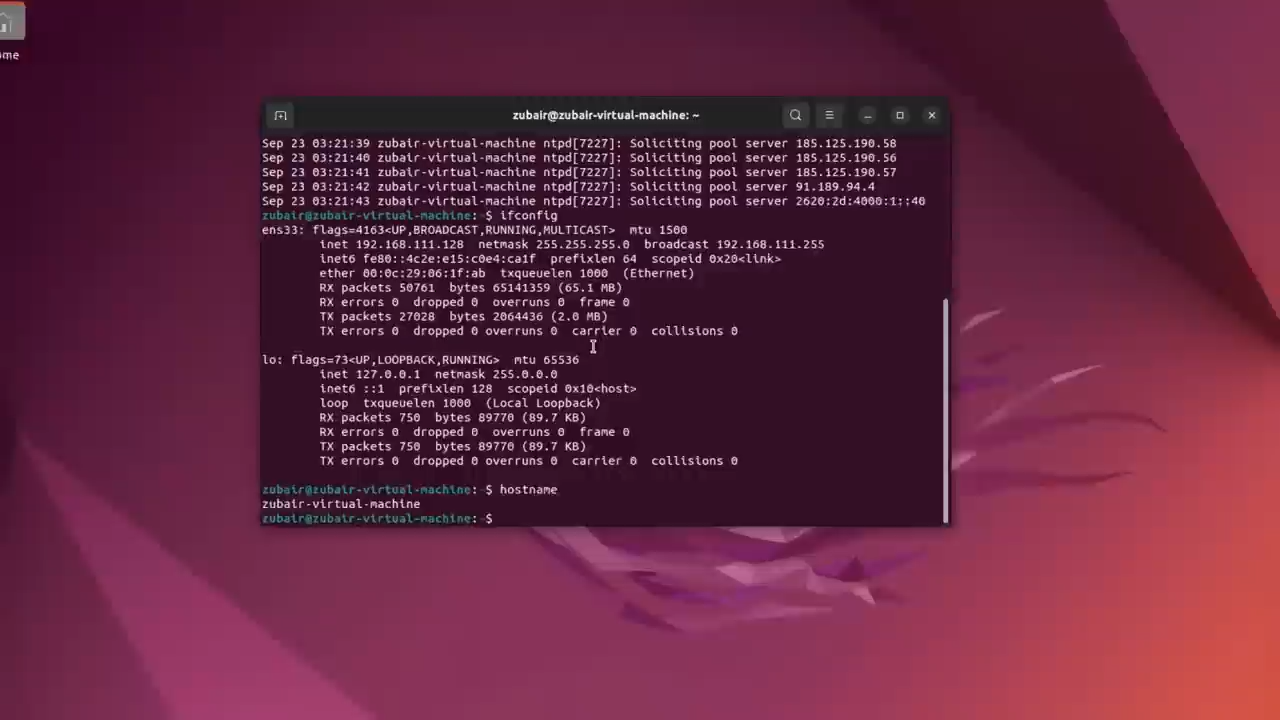 ome
zubair@zubair-virtual-machine: ~
Sep 23 03:21:39 zubair-virtual-machine ntpd[7227]: Soliciting pool server 185.125.190.58
Sep 23 03:21:40 zubair-virtual-machine ntpd[7227]: Soliciting pool server 185.125.190.56
Sep 23 03:21:41 zubair-virtual-machine ntpd[7227]: Soliciting pool server 185.125.190.57
Sep 23 03:21:42 zubair-virtual-machine ntpd[7227]: Soliciting pool server 91.189.94.4
Sep 23 03:21:43 zubair-virtual-machine ntpd[7227]: Soliciting pool server 2620:2d:4000:1::40
zubair@zubair-virtual-machine: $ ifconfig
ens33: flags=4163<UP,BROADCAST,RUNNING,MULTICAST>  mtu 1500
        inet 192.168.111.128  netmask 255.255.255.0  broadcast 192.168.111.255
        inet6 fe80::4c2e:e15:c0e4:ca1f  prefixlen 64  scopeid 0x20<link>
        ether 00:0c:29:06:1f:ab  txqueuelen 1000  (Ethernet)
        RX packets 50761  bytes 65141359 (65.1 MB)
        RX errors 0  dropped 0  overruns 0  frame 0
        TX packets 27028  bytes 2064436 (2.0 MB)
        TX errors 0  dropped 0 overruns 0  carrier 0  collisions 0
lo: flags=73<UP,LOOPBACK,RUNNING>  mtu 65536
        inet 127.0.0.1  netmask 255.0.0.0
        inet6 ::1  prefixlen 128  scopeid 0x10<host>
        loop  txqueuelen 1000  (Local Loopback)
        RX packets 750  bytes 89770 (89.7 KB)
        RX errors 0  dropped 0  overruns 0  frame 0
        TX packets 750  bytes 89770 (89.7 KB)
        TX errors 0  dropped 0 overruns 0  carrier 0  collisions 0
zubair@zubair-virtual-machine: $ hostname
zubair-virtual-machine
zubair@zubair-virtual-machine: $